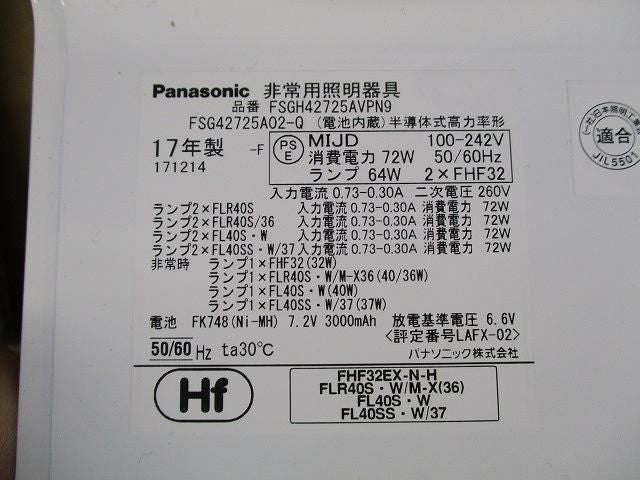 Panasonic 非常用照明器具
品番 FSGH42725AVPN9
FSG42725A02-Q (電池内蔵)半導体式高力率形
17年製 -F
171214
PS
E
MIJD 100-242V
消費電力 72W 50/60Hz
ランプ 64W 2×FHF32
入力電流 0.73-0.30A 二次電圧 260V
ランプ2×FLR40S 入力電流 0.73-0.30A 消費電力 72W
ランプ2×FLR40S/36 入力電流 0.73-0.30A 消費電力 72W
ランプ2×FL40S・W 入力電流 0.73-0.30A 消費電力 72W
ランプ2×FL40SS・W/37 入力電流 0.73-0.30A 消費電力 72W
非常時 ランプ1×FHF32(32W)
ランプ1×FLR40S・W/M-X36(40/36W)
ランプ1×FL40S・W(40W)
ランプ1×FL40SS・W/37(37W)
電池 FK748(Ni-MH) 7.2V 3000mAh 放電基準電圧 6.6V
<評定番号LAFX-02>
50/60 Hz ta30℃ パナソニック株式会社
Hf
FHF32EX-N-H
FLR40S・W/M-X(36)
FL40S・W
FL40SS・W/37
(一社)日本照明工業
適合
JIL5501